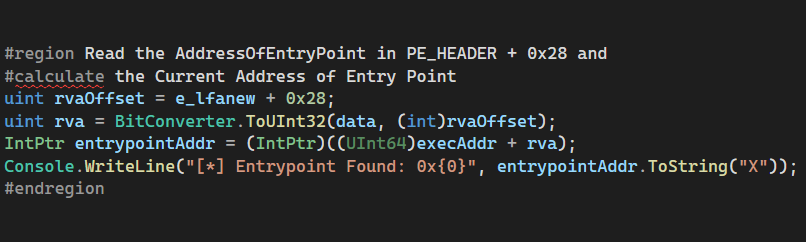 #region Read the AddressOfEntryPoint in PE_HEADER + 0x28 and
#calculate the Current Address of Entry Point
uint rvaOffset = e_lfanew + 0x28;
uint rva = BitConverter.ToUInt32(data, (int)rvaOffset);
IntPtr entrypointAddr = (IntPtr)((UInt64)execAddr + rva);
Console.WriteLine("[*] Entrypoint Found: 0x{0}", entrypointAddr.ToString("X"));
#endregion